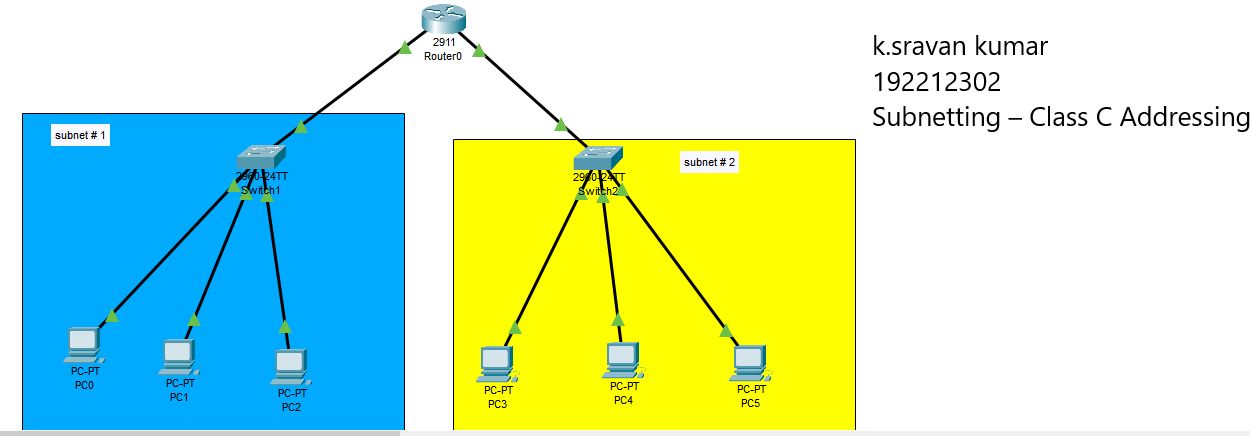 2911
Router0
k.sravan kumar
192212302
Subnetting – Class C Addressing
subnet # 1
2960-24TT
Switch1
subnet # 2
2960-24TT
Switch2
PC-PT
PC0
PC-PT
PC1
PC-PT
PC2
PC-PT
PC3
PC-PT
PC4
PC-PT
PC5